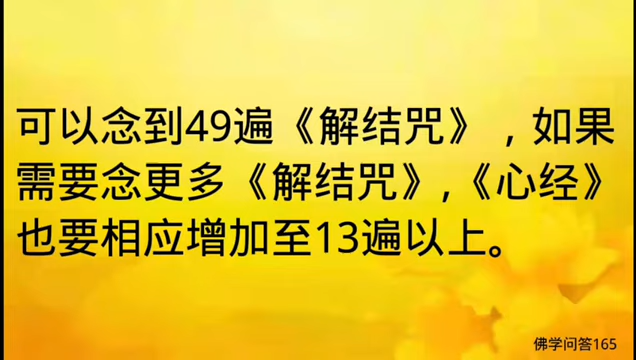 可以念到49遍《解结咒》，如果
需要念更多《解结咒》,《心经》
也要相应增加至13遍以上。
佛学问答165